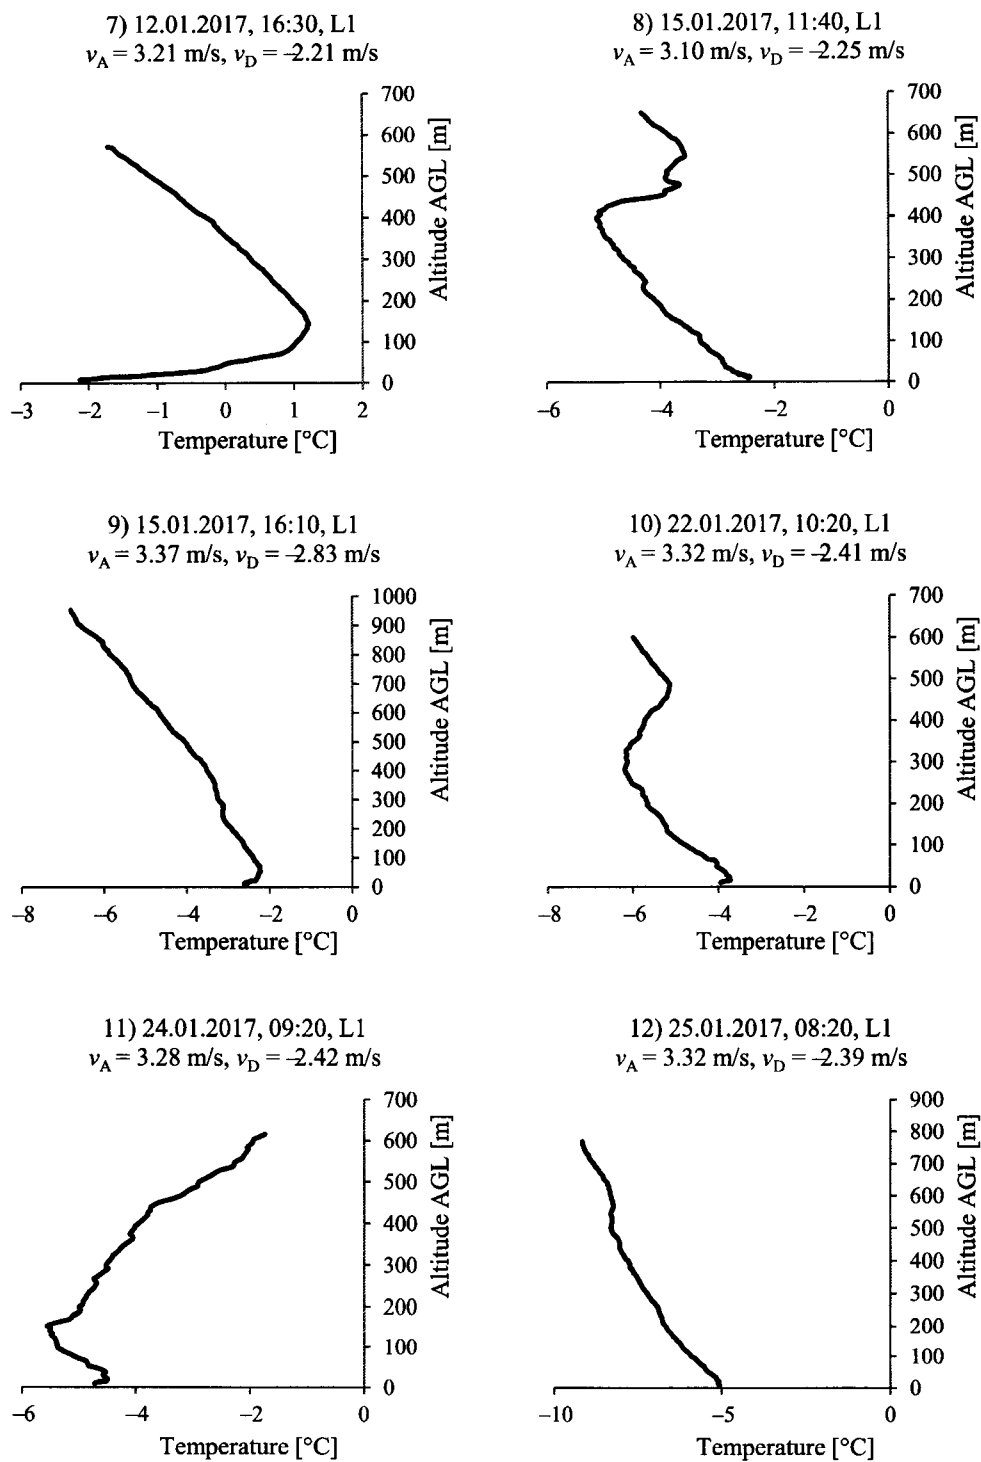 7) 12.01.2017, 16:30, L1
vA = 3.21 m/s, vD = –2.21 m/s
700
600
500
400
300
200
100
0
Altitude AGL [m]
–3 –2 –1 0 1 2
Temperature [°C]
8) 15.01.2017, 11:40, L1
vA = 3.10 m/s, vD = –2.25 m/s
700
600
500
400
300
200
100
0
Altitude AGL [m]
–6 –4 –2 0
Temperature [°C]
9) 15.01.2017, 16:10, L1
vA = 3.37 m/s, vD = –2.83 m/s
1000
900
800
700
600
500
400
300
200
100
0
Altitude AGL [m]
–8 –6 –4 –2 0
Temperature [°C]
10) 22.01.2017, 10:20, L1
vA = 3.32 m/s, vD = –2.41 m/s
700
600
500
400
300
200
100
0
Altitude AGL [m]
–8 –6 –4 –2 0
Temperature [°C]
11) 24.01.2017, 09:20, L1
vA = 3.28 m/s, vD = –2.42 m/s
700
600
500
400
300
200
100
0
Altitude AGL [m]
–6 –4 –2 0
Temperature [°C]
12) 25.01.2017, 08:20, L1
vA = 3.32 m/s, vD = –2.39 m/s
900
800
700
600
500
400
300
200
100
0
Altitude AGL [m]
–10 –5 0
Temperature [°C]